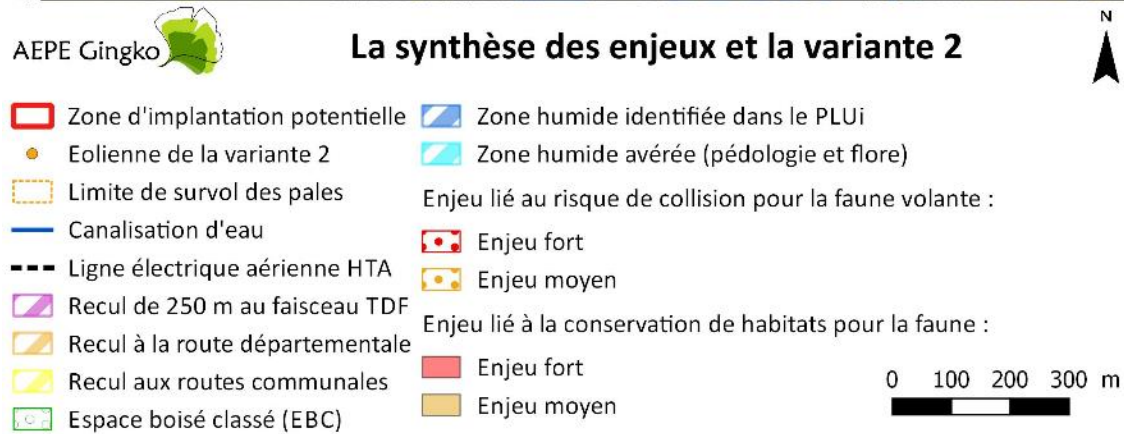 AEPE Gingko
La synthèse des enjeux et la variante 2
N
Zone d'implantation potentielle
Eolienne de la variante 2
Limite de survol des pales
Canalisation d'eau
Ligne électrique aérienne HTA
Recul de 250 m au faisceau TDF
Recul à la route départementale
Recul aux routes communales
Espace boisé classé (EBC)
Zone humide identifiée dans le PLUi
Zone humide avérée (pédologie et flore)
Enjeu lié au risque de collision pour la faune volante :
Enjeu fort
Enjeu moyen
Enjeu lié à la conservation de habitats pour la faune :
Enjeu fort
Enjeu moyen
0 100 200 300 m